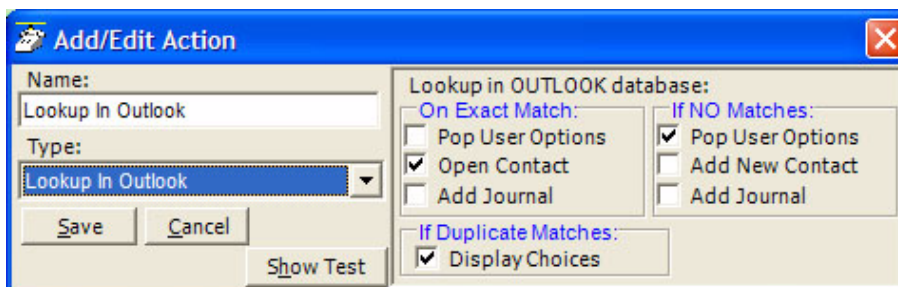 Add/Edit Action
Name:
Lookup In Outlook
Type:
Lookup In Outlook
Save Cancel
Show Test
Lookup in OUTLOOK database:
On Exact Match:
Pop User Options
Open Contact
Add Journal
If NO Matches:
Pop User Options
Add New Contact
Add Journal
If Duplicate Matches:
Display Choices